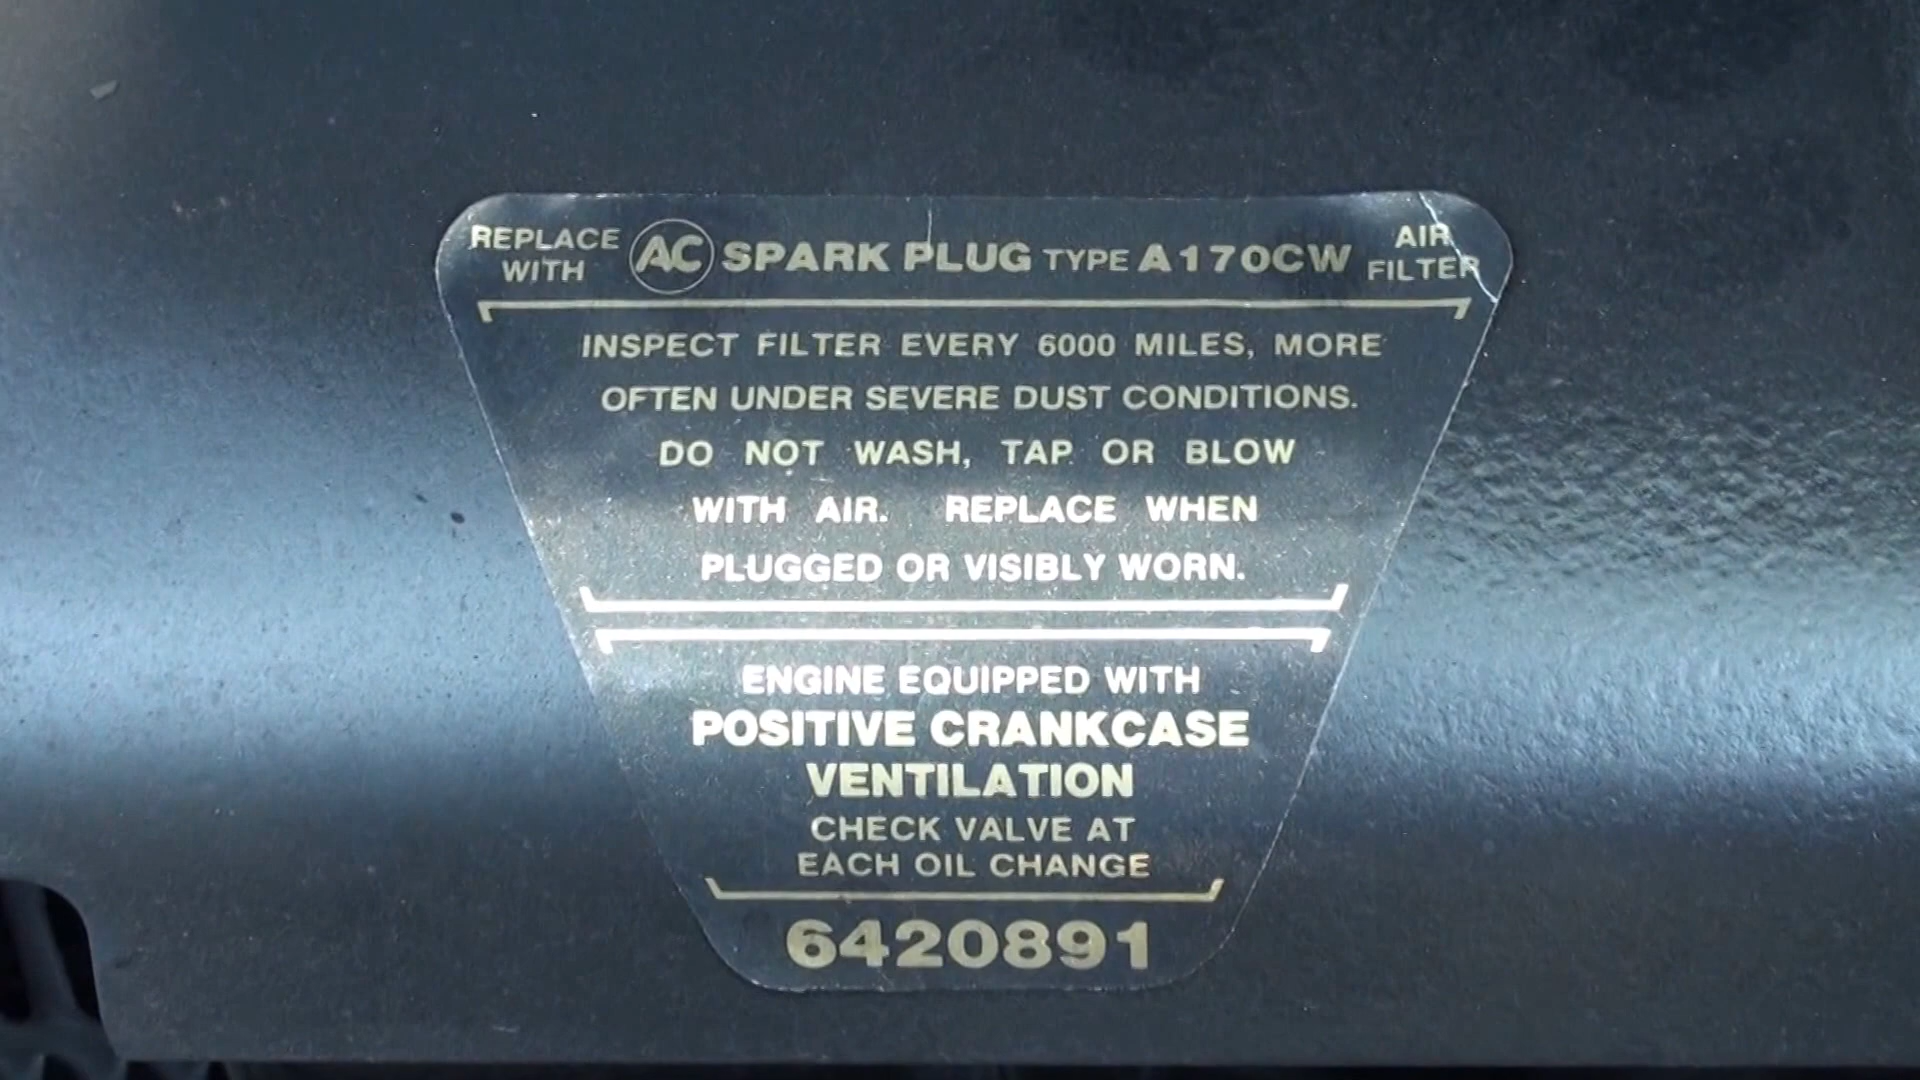 REPLACE WITH AC SPARK PLUG TYPE A170CW AIR FILTER
INSPECT FILTER EVERY 6000 MILES, MORE
OFTEN UNDER SEVERE DUST CONDITIONS.
DO NOT WASH, TAP OR BLOW
WITH AIR. REPLACE WHEN
PLUGGED OR VISIBLY WORN.
ENGINE EQUIPPED WITH
POSITIVE CRANKCASE
VENTILATION
CHECK VALVE AT
EACH OIL CHANGE
6420891